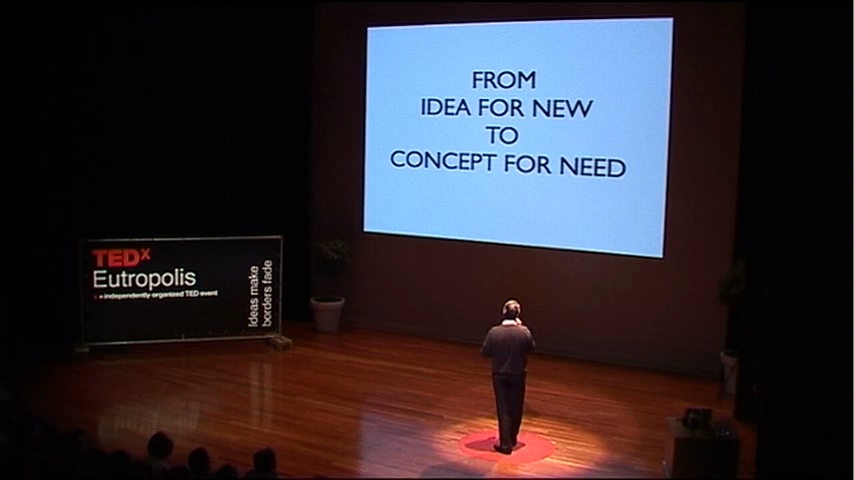 FROM
IDEA FOR NEW
TO
CONCEPT FOR NEED
TEDx
Eutropolis
x = independently organized TED event
Ideas make
borders fade